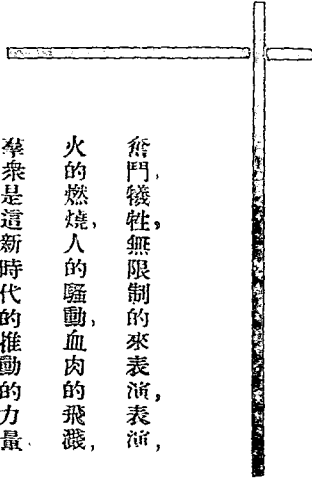 奮鬥，犧牲，無限制的來表演，表演，
火的燃燒，人的騷動，血肉的飛濺，
羣衆是這新時代的推動的力量、